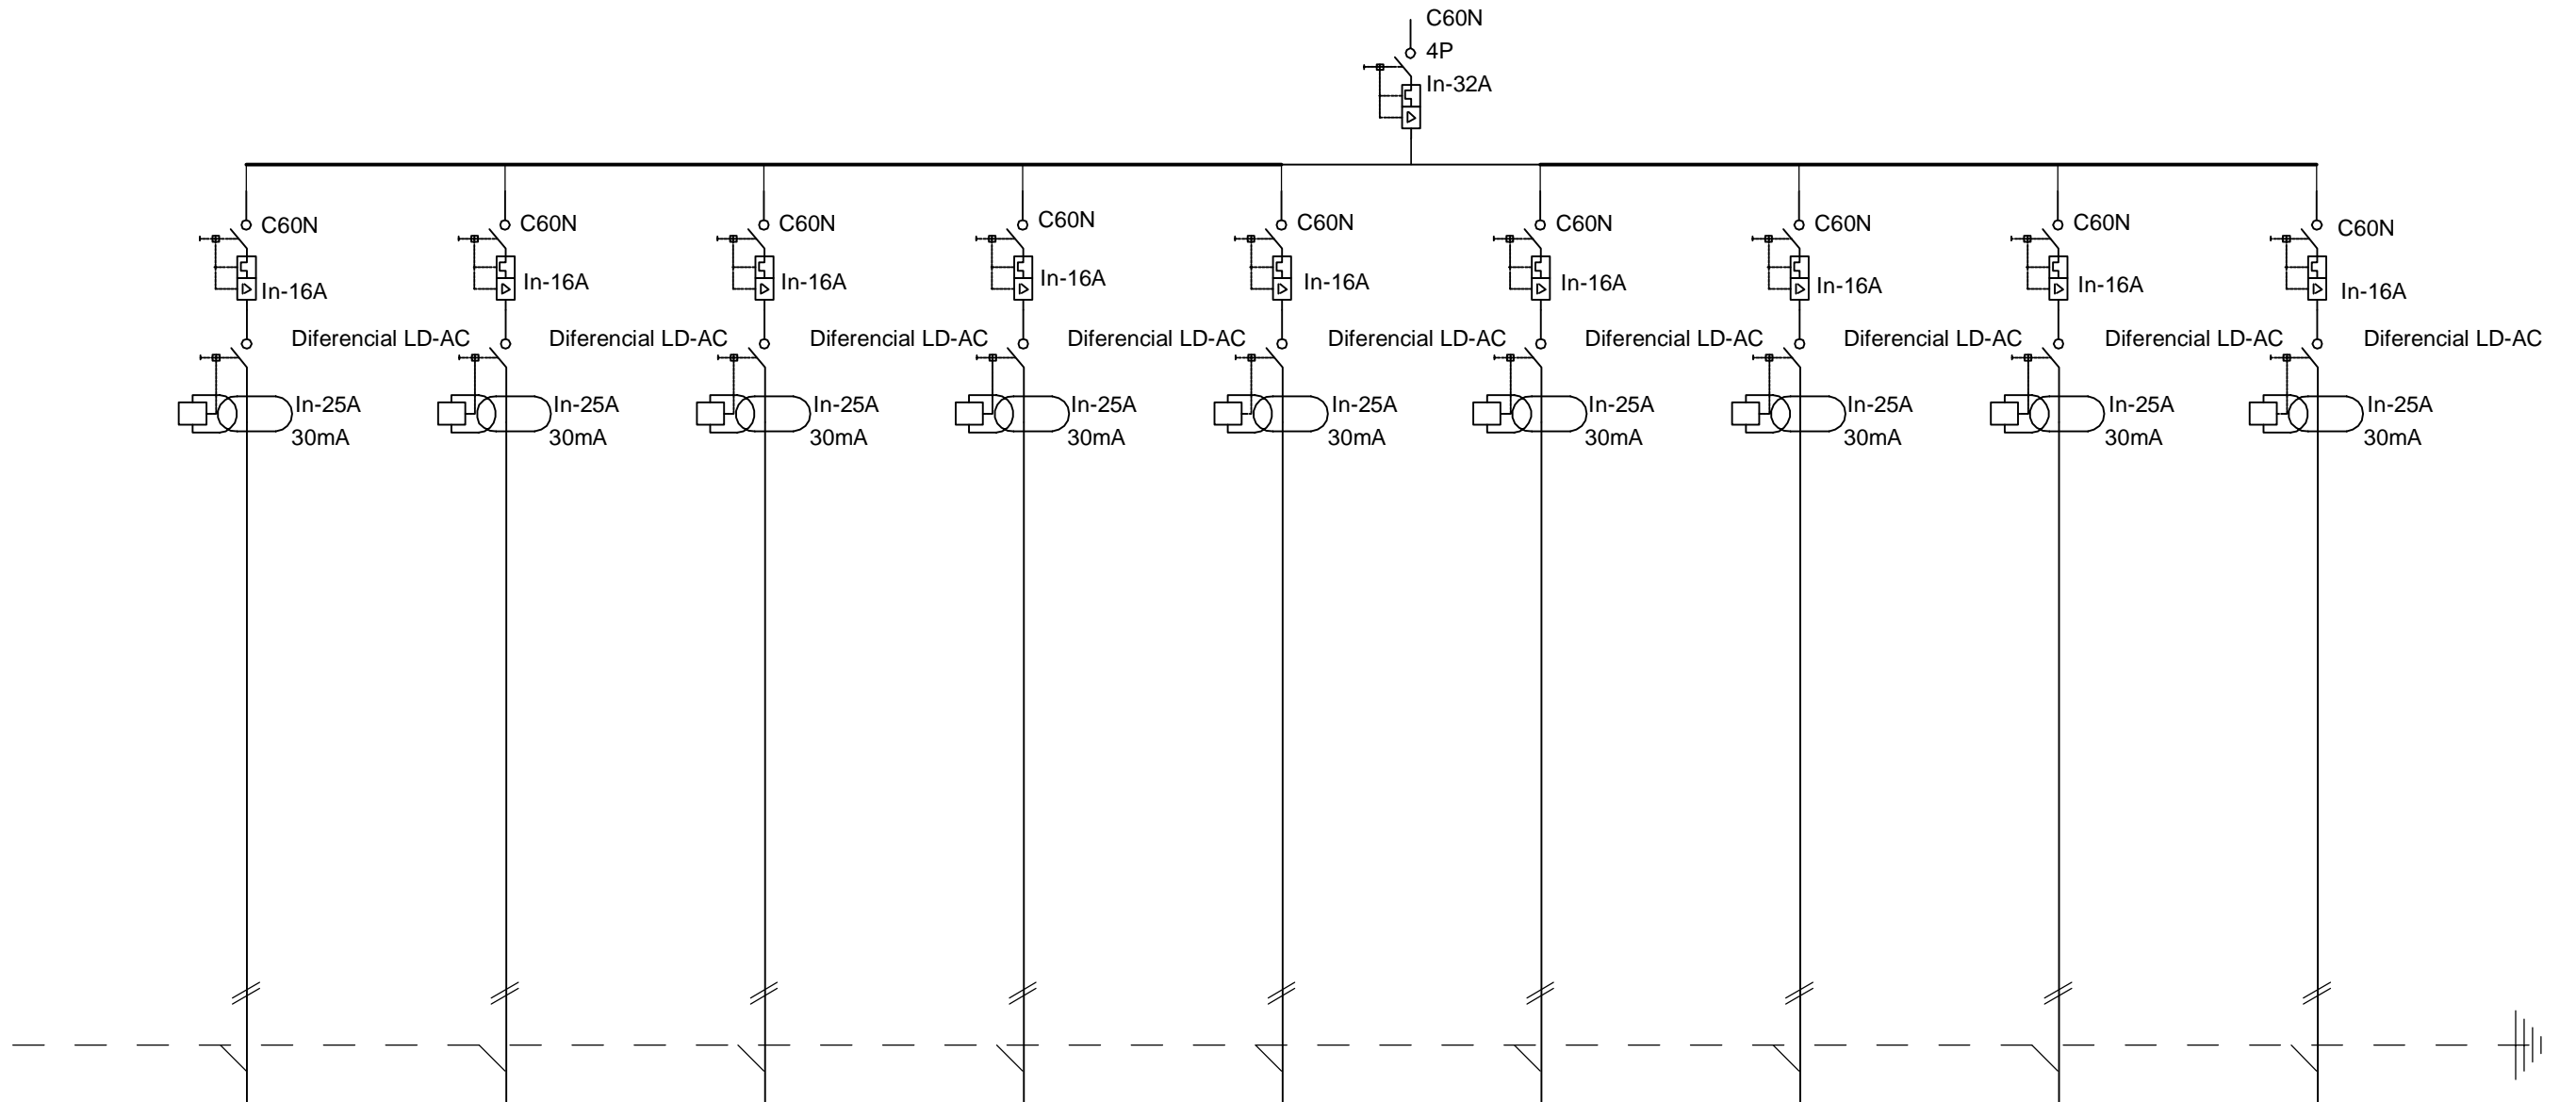 C60N
4P
In-32A
C60N
C60N
C60N
C60N
C60N
C60N
C60N
C60N
C60N
In-16A
In-16A
In-16A
In-16A
In-16A
In-16A
In-16A
In-16A
In-16A
Diferencial LD-AC
Diferencial LD-AC
Diferencial LD-AC
Diferencial LD-AC
Diferencial LD-AC
Diferencial LD-AC
Diferencial LD-AC
Diferencial LD-AC
Diferencial LD-AC
In-25A
In-25A
In-25A
In-25A
In-25A
In-25A
In-25A
In-25A
In-25A
30mA
30mA
30mA
30mA
30mA
30mA
30mA
30mA
30mA